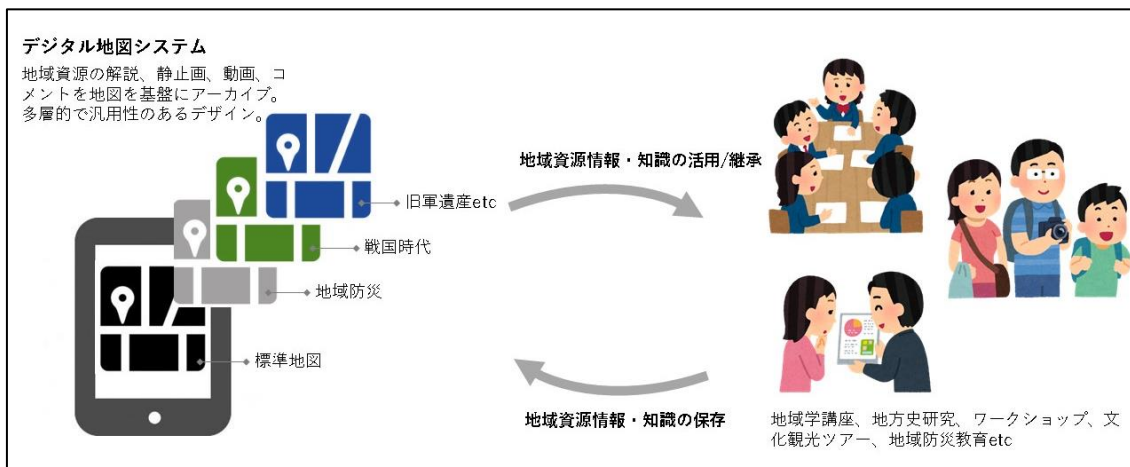 デジタル地図システム
地域資源の解説、静止画、動画、コ
メントを地図を基盤にアーカイブ。
多層的で汎用性のあるデザイン。
旧軍遺産etc
戦国時代
地域防災
標準地図
地域資源情報・知識の活用/継承
地域資源情報・知識の保存
地域学講座、地方史研究、ワークショップ、文
化観光ツアー、地域防災教育etc